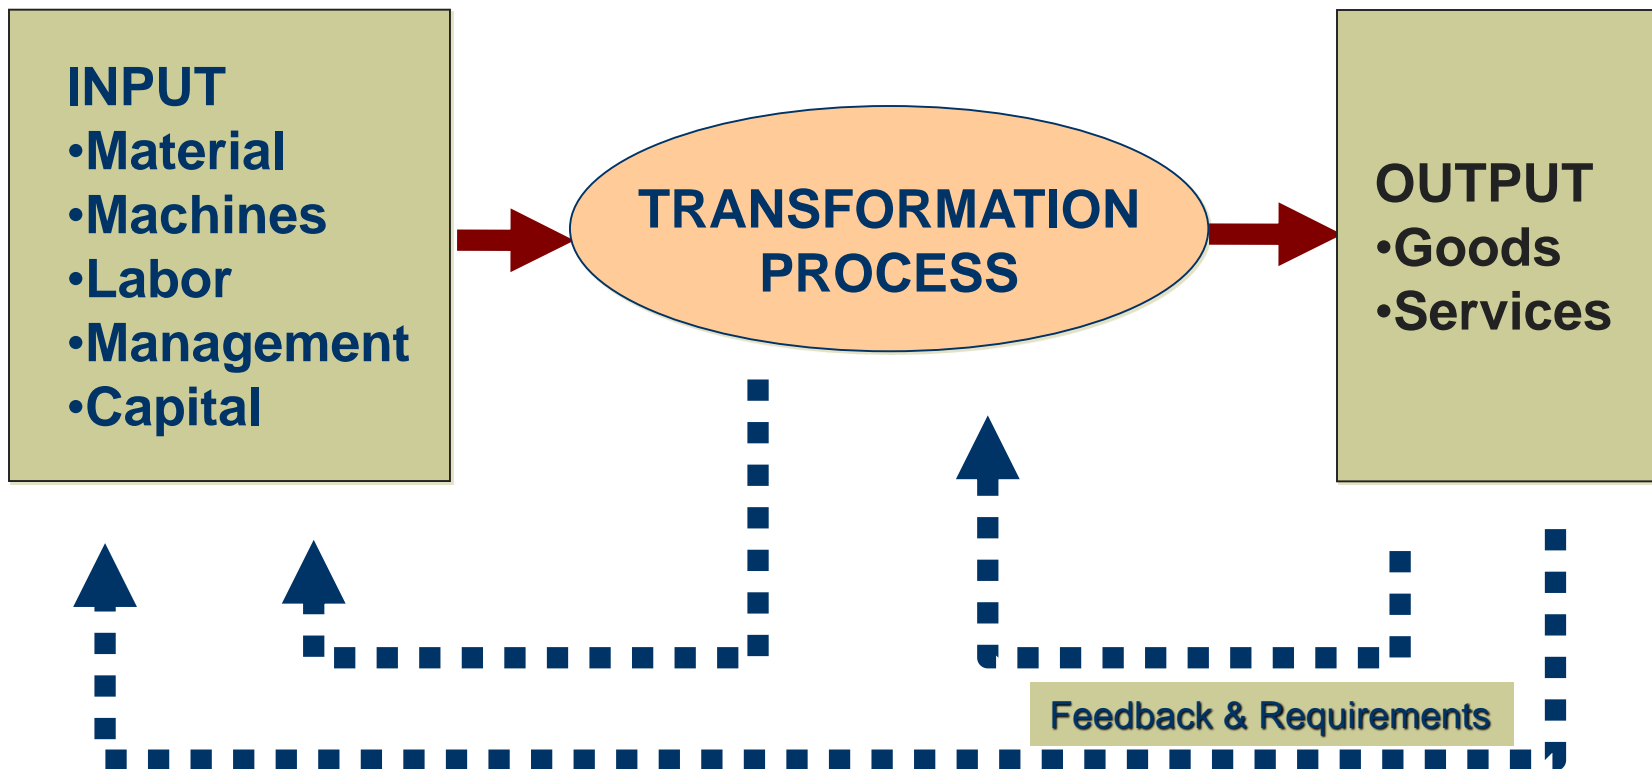 INPUT
•Material
•Machines
•Labor
•Management
•Capital
TRANSFORMATION
PROCESS
OUTPUT
•Goods
•Services
Feedback & Requirements